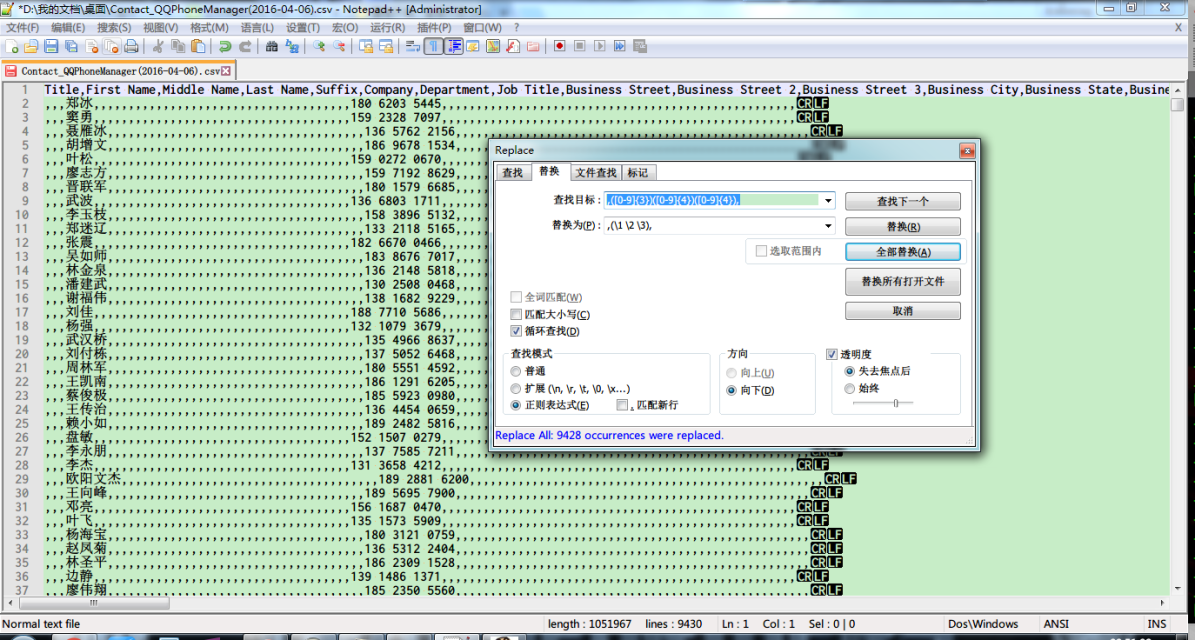 *D:\我的文档\桌面\Contact_QQPhoneManager(2016-04-06).csv - Notepad++ [Administrator]
文件(F) 编辑(E) 搜索(S) 视图(V) 格式(M) 语言(L) 设置(T) 宏(O) 运行(R) 插件(P) 窗口(W) ? X
Contact_QQPhoneManager(2016-04-06).csv
1 Title,First Name,Middle Name,Last Name,Suffix,Company,Department,Job Title,Business Street,Business Street 2,Business Street 3,Business City,Business State,Busine
2 ,,,郑冰,,,,,,,,,,,,,,,,,,,,,,,,,,,,,,,,,,,,,180 6203 5445,,,,,,,,,,,,,,,,,,,,,,,,,,,,,,,,,,,,,,,,,,,,,,,,,,,CRLF
3 ,,,窦勇,,,,,,,,,,,,,,,,,,,,,,,,,,,,,,,,,,,,,159 2328 7097,,,,,,,,,,,,,,,,,,,,,,,,,,,,,,,,,,,,,,,,,,,,,,,,,,,CRLF
4 ,,,聂雁冰,,,,,,,,,,,,,,,,,,,,,,,,,,,,,,,,,,,,,136 5762 2156,,,,,,,,,,,,,,,,,,,,,,,,,,,,,,,,,,,,,,,,,,,,,,,,,,,CRLF
5 ,,,胡增文,,,,,,,,,,,,,,,,,,,,,,,,,,,,,,,,,,,,,186 9678 1534,,,,,
6 ,,,叶松,,,,,,,,,,,,,,,,,,,,,,,,,,,,,,,,,,,,,159 0272 0670,,,,,,,
7 ,,,廖志方,,,,,,,,,,,,,,,,,,,,,,,,,,,,,,,,,,,,,159 7192 8629,,,,,
8 ,,,晋联军,,,,,,,,,,,,,,,,,,,,,,,,,,,,,,,,,,,,,180 1579 6685,,,,,
9 ,,,武波,,,,,,,,,,,,,,,,,,,,,,,,,,,,,,,,,,,,,136 6803 1711,,,,,,,
10 ,,,李玉枝,,,,,,,,,,,,,,,,,,,,,,,,,,,,,,,,,,,,,158 3896 5132,,,,,
11 ,,,郑迷辽,,,,,,,,,,,,,,,,,,,,,,,,,,,,,,,,,,,,,133 2118 5165,,,,,
12 ,,,张震,,,,,,,,,,,,,,,,,,,,,,,,,,,,,,,,,,,,,182 6670 0466,,,,,,,
13 ,,,吴如师,,,,,,,,,,,,,,,,,,,,,,,,,,,,,,,,,,,,,183 8676 7017,,,,,
14 ,,,林金泉,,,,,,,,,,,,,,,,,,,,,,,,,,,,,,,,,,,,,136 2148 5818,,,,,
15 ,,,潘建武,,,,,,,,,,,,,,,,,,,,,,,,,,,,,,,,,,,,,130 2508 0468,,,,,
16 ,,,谢福伟,,,,,,,,,,,,,,,,,,,,,,,,,,,,,,,,,,,,,138 1682 9229,,,,,
17 ,,,刘佳,,,,,,,,,,,,,,,,,,,,,,,,,,,,,,,,,,,,,188 7710 5686,,,,,,,
18 ,,,杨强,,,,,,,,,,,,,,,,,,,,,,,,,,,,,,,,,,,,,132 1079 3679,,,,,,,
19 ,,,武汉桥,,,,,,,,,,,,,,,,,,,,,,,,,,,,,,,,,,,,,135 4966 8637,,,,,
20 ,,,刘付栋,,,,,,,,,,,,,,,,,,,,,,,,,,,,,,,,,,,,,137 5052 6468,,,,,
21 ,,,周林军,,,,,,,,,,,,,,,,,,,,,,,,,,,,,,,,,,,,,180 5551 4592,,,,,
22 ,,,王凯南,,,,,,,,,,,,,,,,,,,,,,,,,,,,,,,,,,,,,186 1291 6205,,,,,
23 ,,,蔡俊极,,,,,,,,,,,,,,,,,,,,,,,,,,,,,,,,,,,,,185 5923 0980,,,,,
24 ,,,王传治,,,,,,,,,,,,,,,,,,,,,,,,,,,,,,,,,,,,,136 4454 0659,,,,,
25 ,,,赖小如,,,,,,,,,,,,,,,,,,,,,,,,,,,,,,,,,,,,,189 2482 5816,,,,,
26 ,,,盘敏,,,,,,,,,,,,,,,,,,,,,,,,,,,,,,,,,,,,,152 1507 0279,,,,,,,
27 ,,,李永朋,,,,,,,,,,,,,,,,,,,,,,,,,,,,,,,,,,,,,137 7585 7211,,,,,
28 ,,,李杰,,,,,,,,,,,,,,,,,,,,,,,,,,,,,,,,,,,,,131 3658 4212,,,,,,,,,,,,,,,,,,,,,,,,,,,,,,,,,,,,,,,,,,,,,,,,,,,CRLF
29 ,,,欧阳文杰,,,,,,,,,,,,,,,,,,,,,,,,,,,,,,,,,,,,,189 2881 6200,,,,,,,,,,,,,,,,,,,,,,,,,,,,,,,,,,,,,,,,,,,,,,,,,,,CRLF
30 ,,,王向峰,,,,,,,,,,,,,,,,,,,,,,,,,,,,,,,,,,,,,189 5695 7900,,,,,,,,,,,,,,,,,,,,,,,,,,,,,,,,,,,,,,,,,,,,,,,,,,,CRLF
31 ,,,邓亮,,,,,,,,,,,,,,,,,,,,,,,,,,,,,,,,,,,,,156 1687 0470,,,,,,,,,,,,,,,,,,,,,,,,,,,,,,,,,,,,,,,,,,,,,,,,,,,CRLF
32 ,,,叶飞,,,,,,,,,,,,,,,,,,,,,,,,,,,,,,,,,,,,,135 1573 5909,,,,,,,,,,,,,,,,,,,,,,,,,,,,,,,,,,,,,,,,,,,,,,,,,,,CRLF
33 ,,,杨海宝,,,,,,,,,,,,,,,,,,,,,,,,,,,,,,,,,,,,,180 3121 0759,,,,,,,,,,,,,,,,,,,,,,,,,,,,,,,,,,,,,,,,,,,,,,,,,,,CRLF
34 ,,,赵凤菊,,,,,,,,,,,,,,,,,,,,,,,,,,,,,,,,,,,,,136 5312 2404,,,,,,,,,,,,,,,,,,,,,,,,,,,,,,,,,,,,,,,,,,,,,,,,,,,CRLF
35 ,,,林圣平,,,,,,,,,,,,,,,,,,,,,,,,,,,,,,,,,,,,,186 2309 1528,,,,,,,,,,,,,,,,,,,,,,,,,,,,,,,,,,,,,,,,,,,,,,,,,,,CRLF
36 ,,,边静,,,,,,,,,,,,,,,,,,,,,,,,,,,,,,,,,,,,,139 1486 1371,,,,,,,,,,,,,,,,,,,,,,,,,,,,,,,,,,,,,,,,,,,,,,,,,,,CRLF
37 ,,,廖伟翔,,,,,,,,,,,,,,,,,,,,,,,,,,,,,,,,,,,,,185 2350 5560,,,,,,,,,,,,,,,,,,,,,,,,,,,,,,,,,,,,,,,,,,,,,,,,,,,CRLF
Replace
查找 替换 文件查找 标记
查找目标: ,([0-9]{3})([0-9]{4})([0-9]{4}), 查找下一个
替换为(P): ,(\1 \2 \3), 替换(R)
选取范围内 全部替换(A)
替换所有打开文件
全词匹配(W) 取消
匹配大小写(C)
循环查找(D)
查找模式 方向 透明度
普通 向上(U) 失去焦点后
扩展 (\n, \r, \t, \0, \x...) 向下(D) 始终
正则表达式(E) . 匹配新行
Replace All: 9428 occurrences were replaced.
Normal text file length : 1051967 lines : 9430 Ln : 1 Col : 1 Sel : 0 | 0 Dos\Windows ANSI INS